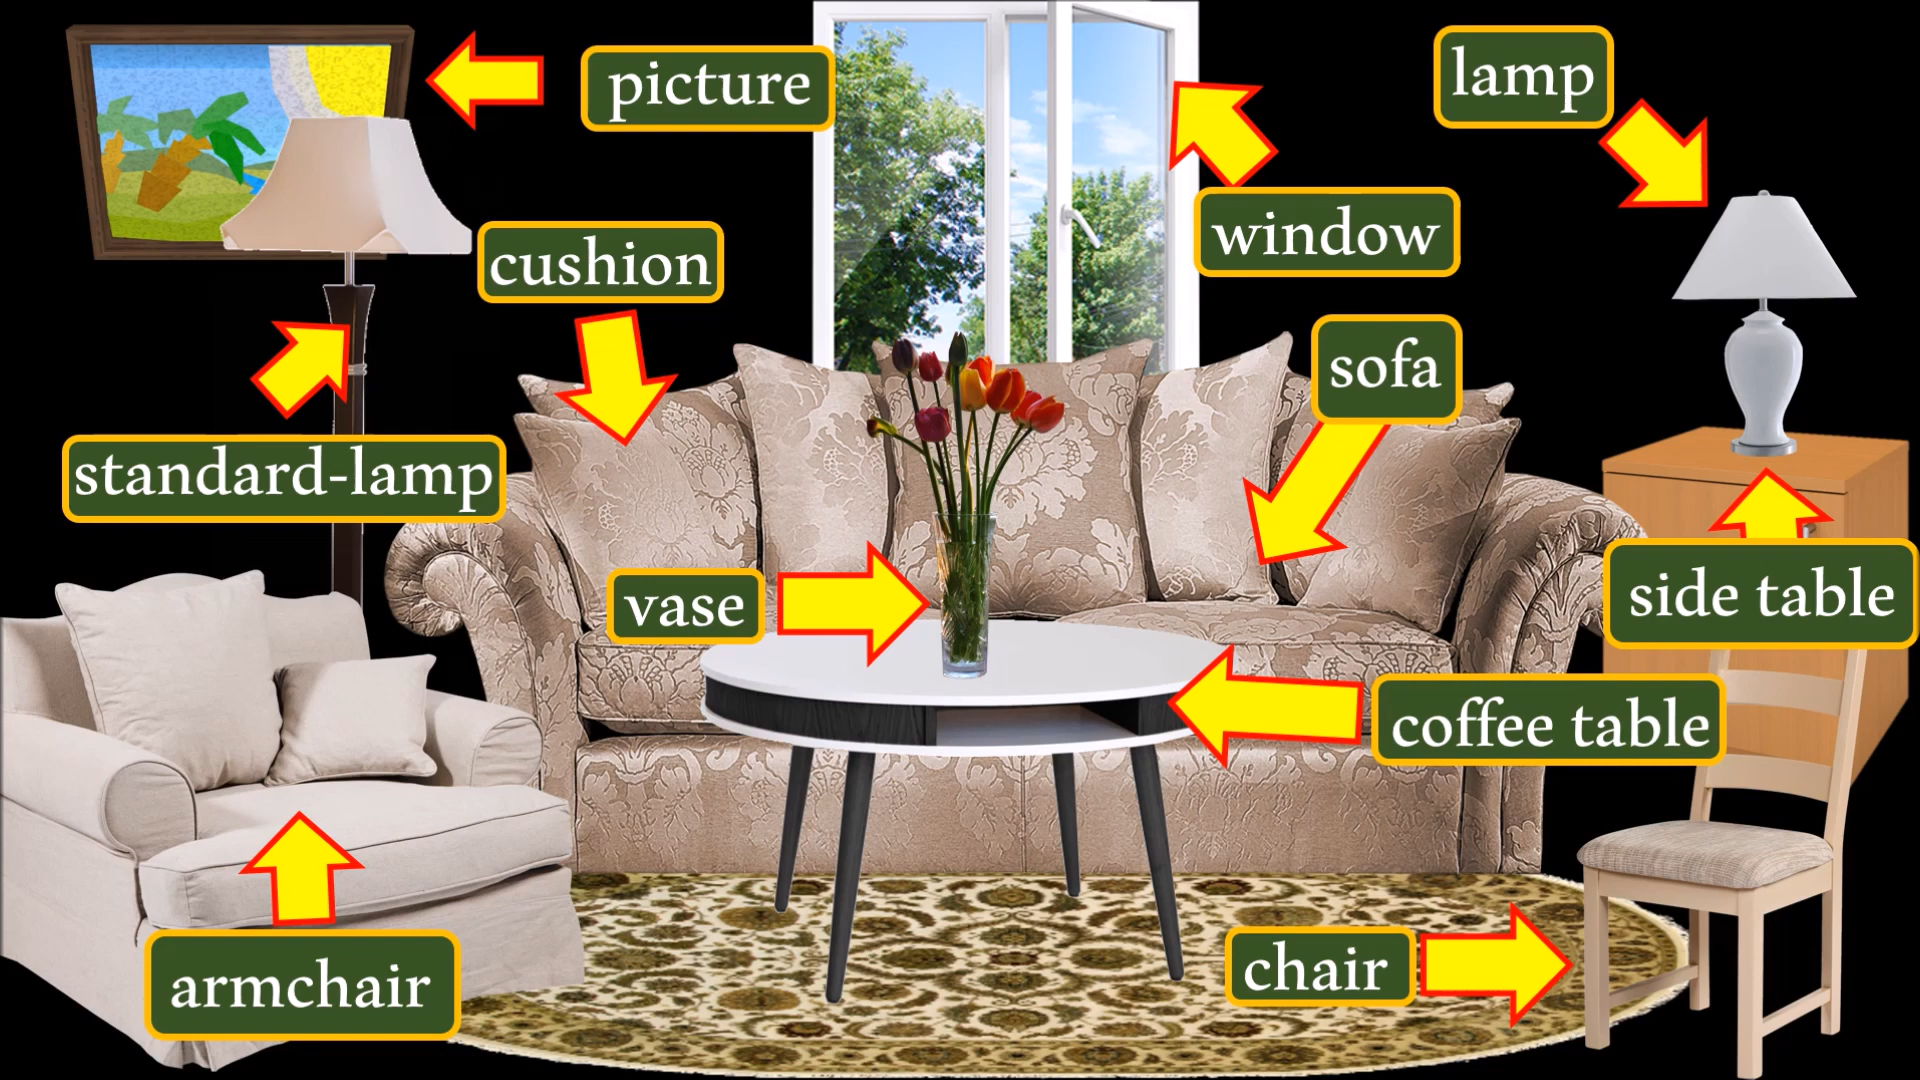 picture
lamp
window
cushion
sofa
standard-lamp
side table
vase
coffee table
armchair
chair